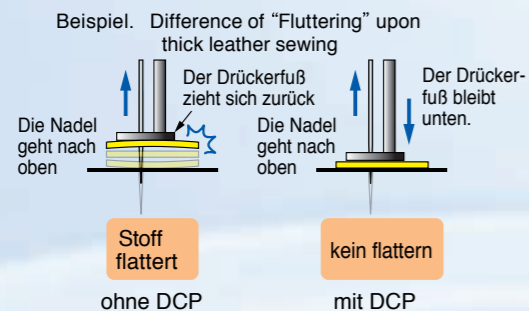 Beispiel. Difference of “Fluttering” upon
thick leather sewing
Der Drückerfuß
zieht sich zurück
Die Nadel
geht nach
oben
Stoff
flattert
ohne DCP
Der Drücker-
fuß bleibt
unten.
Die Nadel
geht nach
oben
kein flattern
mit DCP